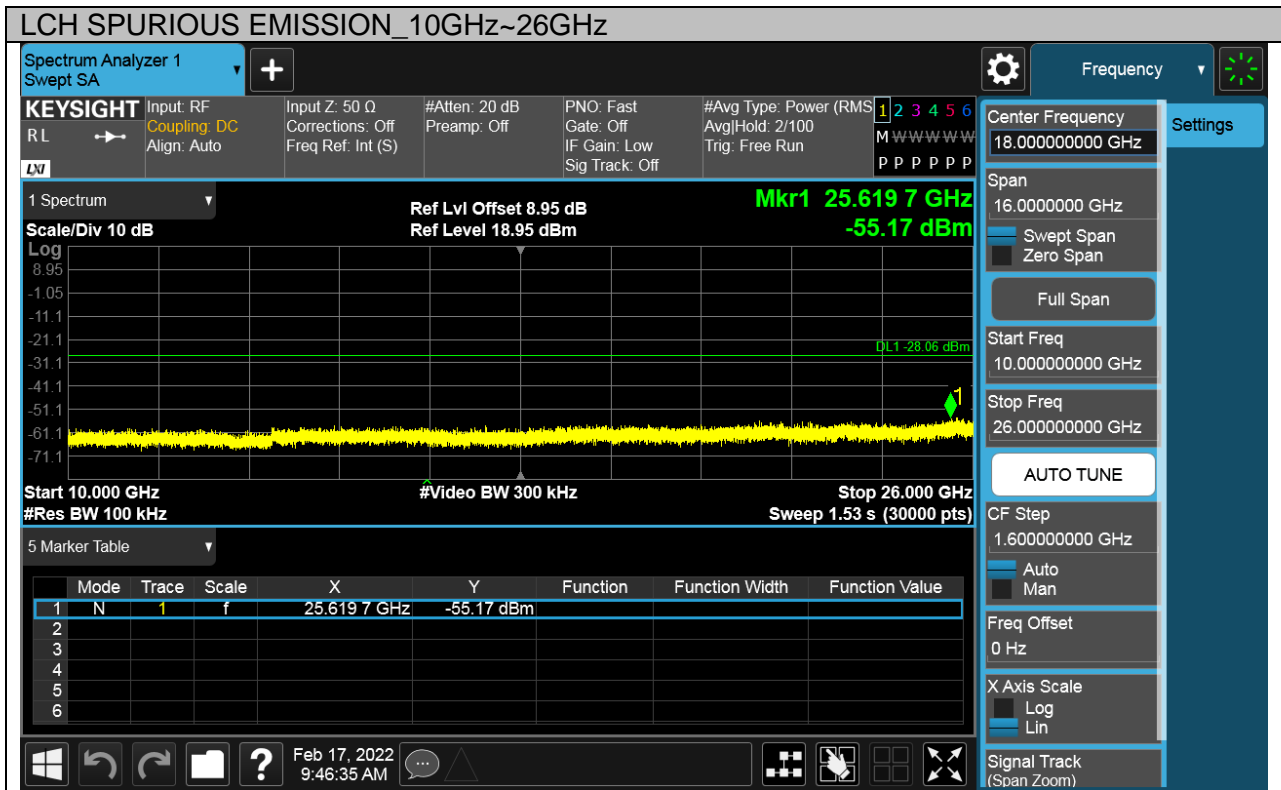 LCH SPURIOUS EMISSION_10GHz~26GHz
Spectrum Analyzer 1
Swept SA
+
Frequency
KEYSIGHT
RL
LXI
Input: RF
Coupling: DC
Align: Auto
Input Z: 50 Ω
Corrections: Off
Freq Ref: Int (S)
#Atten: 20 dB
Preamp: Off
PNO: Fast
Gate: Off
IF Gain: Low
Sig Track: Off
#Avg Type: Power (RMS
Avg|Hold: 2/100
Trig: Free Run
1 2 3 4 5 6
M W W W W W
P P P P P P
1 Spectrum
Scale/Div 10 dB
Log
Ref Lvl Offset 8.95 dB
Ref Level 18.95 dBm
Mkr1 25.619 7 GHz
-55.17 dBm
8.95
-1.05
-11.1
-21.1
-31.1
-41.1
-51.1
-61.1
-71.1
DL1 -28.06 dBm
1
Start 10.000 GHz
#Res BW 100 kHz
#Video BW 300 kHz
Stop 26.000 GHz
Sweep 1.53 s (30000 pts)
5 Marker Table
Mode Trace Scale X Y Function Function Width Function Value
1 N 1 f 25.619 7 GHz -55.17 dBm
2
3
4
5
6
Feb 17, 2022
9:46:35 AM
?
Center Frequency
18.000000000 GHz
Settings
Span
16.0000000 GHz
Swept Span
Zero Span
Full Span
Start Freq
10.000000000 GHz
Stop Freq
26.000000000 GHz
AUTO TUNE
CF Step
1.600000000 GHz
Auto
Man
Freq Offset
0 Hz
X Axis Scale
Log
Lin
Signal Track
(Span Zoom)